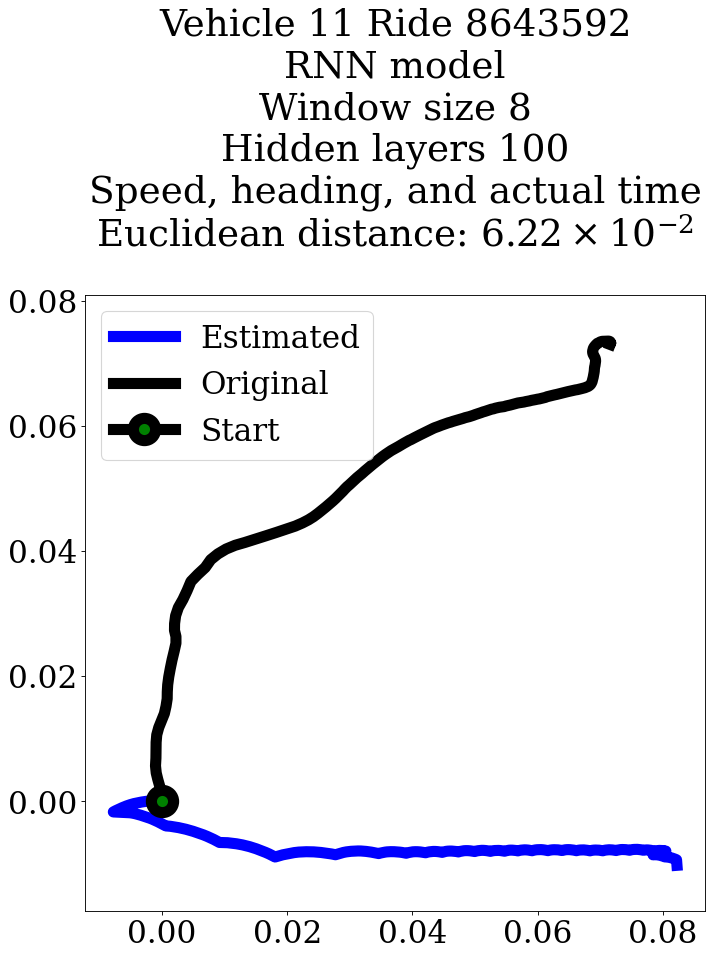 Vehicle 11 Ride 8643592
RNN model
Window size 8
Hidden layers 100
Speed, heading, and actual time
Euclidean distance: 6.22 × 10⁻²
0.08
0.06
0.04
0.02
0.00
Estimated
Original
Start
0.00 0.02 0.04 0.06 0.08